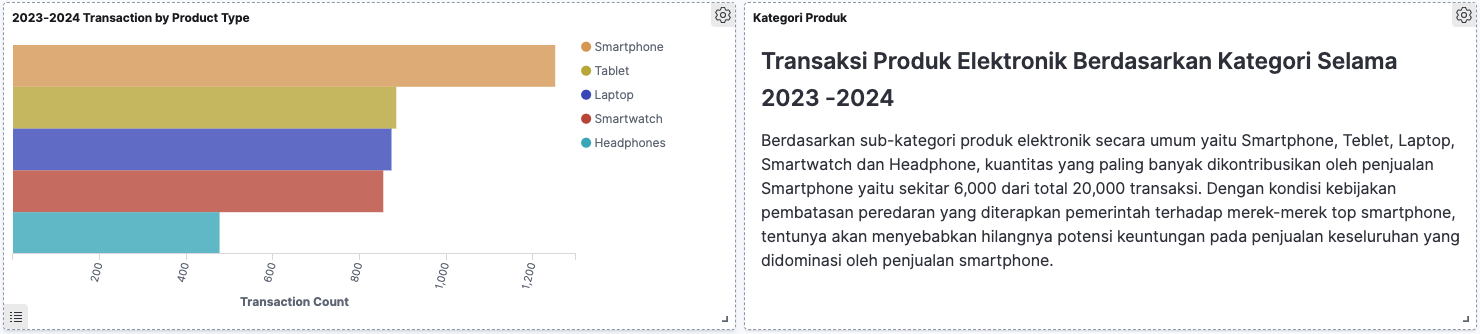 2023-2024 Transaction by Product Type
Smartphone
Tablet
Laptop
Smartwatch
Headphones
200
400
600
800
1,000
1,200
Transaction Count
Kategori Produk
Transaksi Produk Elektronik Berdasarkan Kategori Selama
2023 -2024
Berdasarkan sub-kategori produk elektronik secara umum yaitu Smartphone, Teblet, Laptop,
Smartwatch dan Headphone, kuantitas yang paling banyak dikontribusikan oleh penjualan
Smartphone yaitu sekitar 6,000 dari total 20,000 transaksi. Dengan kondisi kebijakan
pembatasan peredaran yang diterapkan pemerintah terhadap merek-merek top smartphone,
tentunya akan menyebabkan hilangnya potensi keuntungan pada penjualan keseluruhan yang
didominasi oleh penjualan smartphone.